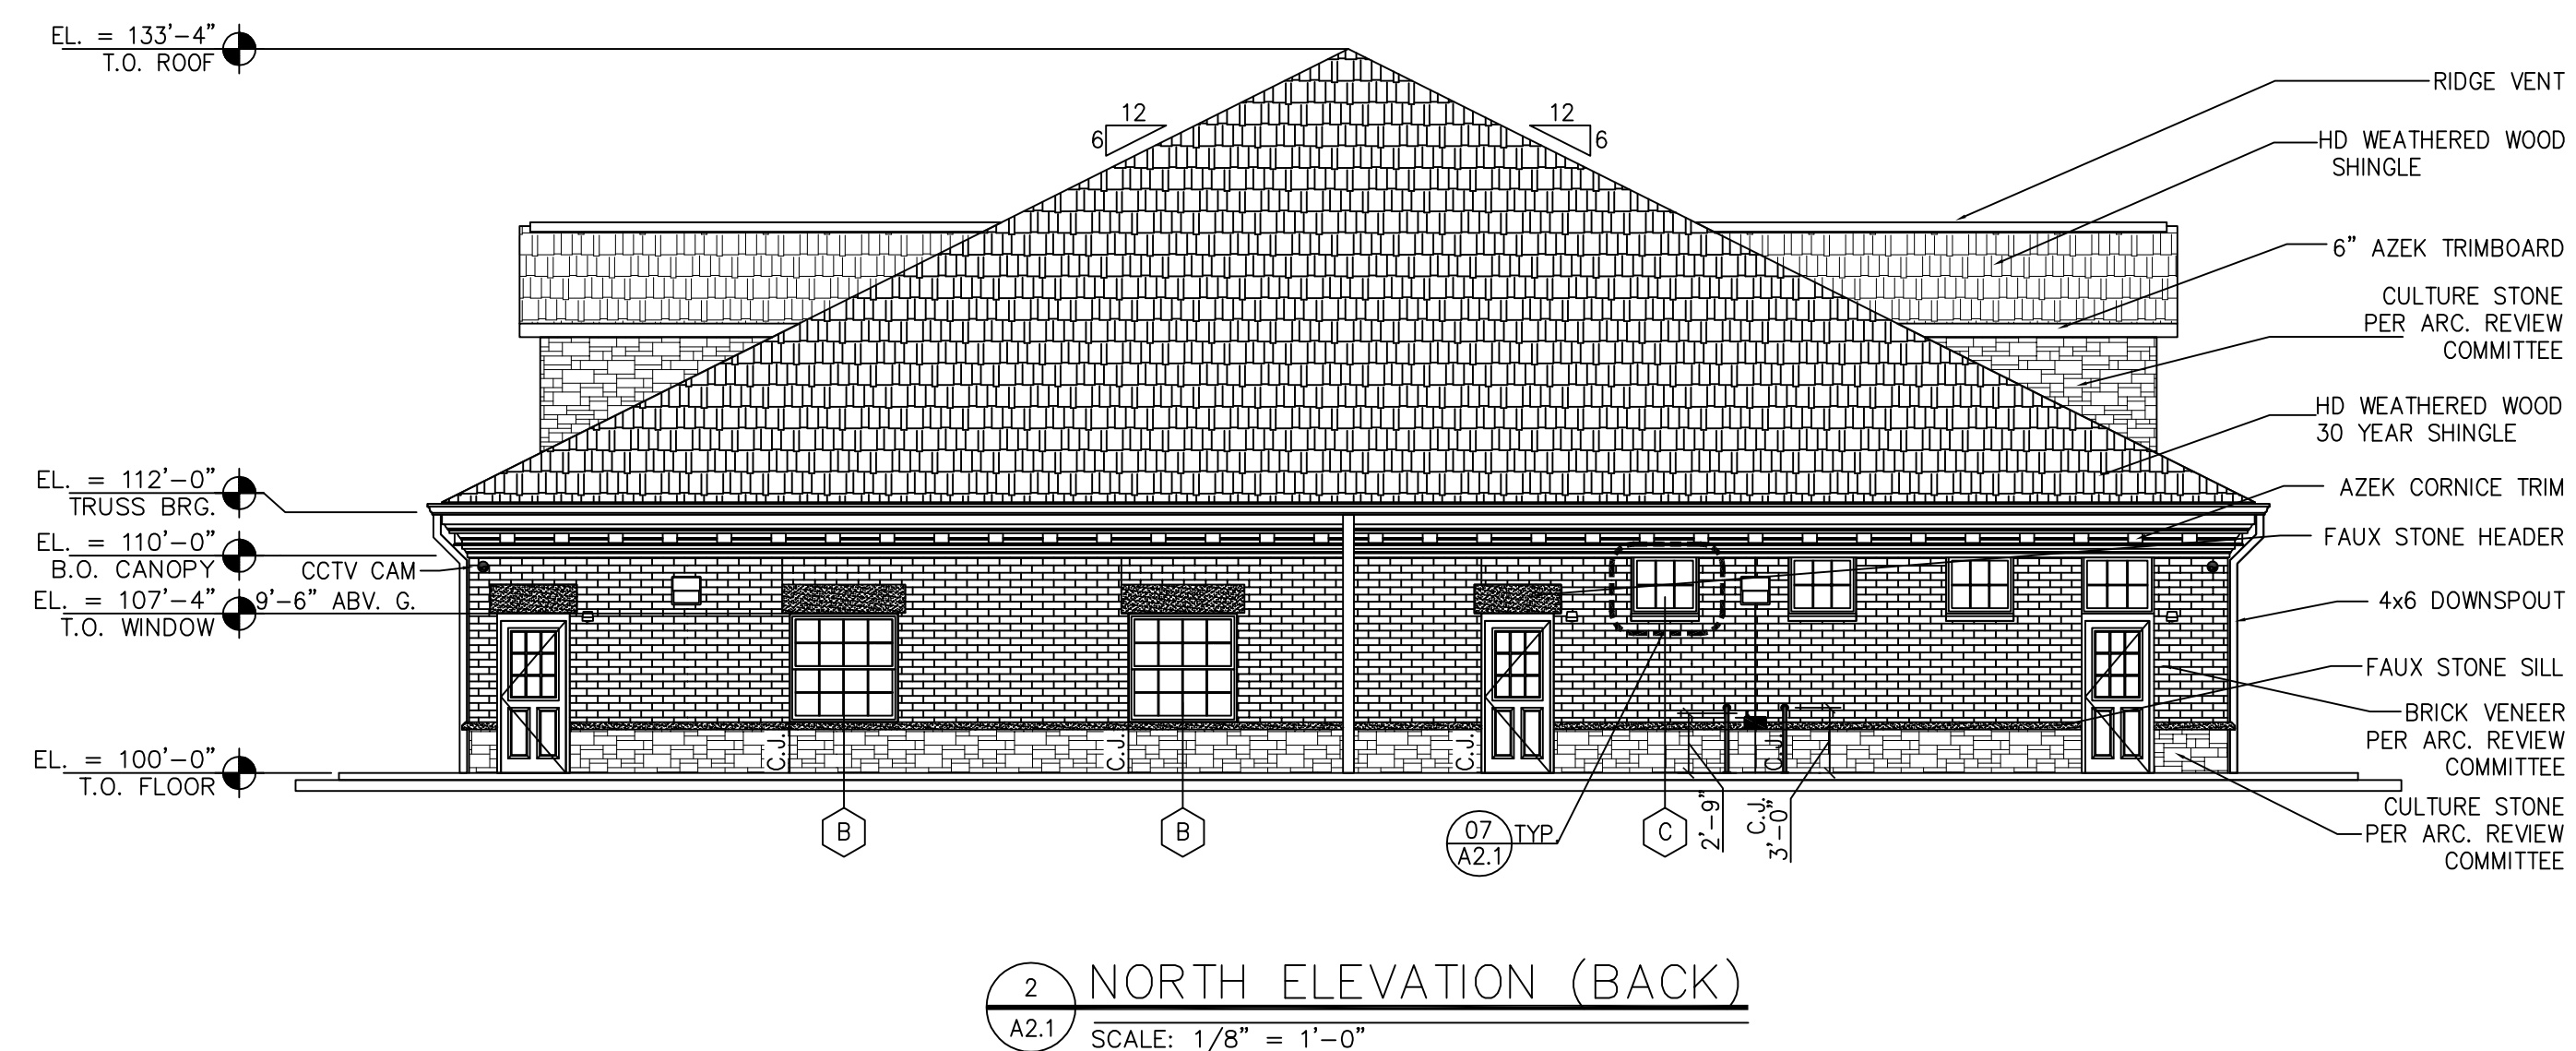 EL. = 133'-4"
T.O. ROOF
12
6
12
6
RIDGE VENT
HD WEATHERED WOOD
SHINGLE
6" AZEK TRIMBOARD
CULTURE STONE
PER ARC. REVIEW
COMMITTEE
HD WEATHERED WOOD
30 YEAR SHINGLE
AZEK CORNICE TRIM
FAUX STONE HEADER
4x6 DOWNSPOUT
FAUX STONE SILL
BRICK VENEER
PER ARC. REVIEW
COMMITTEE
CULTURE STONE
PER ARC. REVIEW
COMMITTEE
EL. = 112'-0"
TRUSS BRG.
EL. = 110'-0"
B.O. CANOPY
CCTV CAM
9'-6" ABV. G.
EL. = 107'-4"
T.O. WINDOW
EL. = 100'-0"
T.O. FLOOR
C.J.
C.J.
C.J.
C.J.
B
B
07
A2.1
TYP.
C
2'-9"
C.J.
3'-0"
2
A2.1
NORTH ELEVATION (BACK)
SCALE: 1/8" = 1'-0"